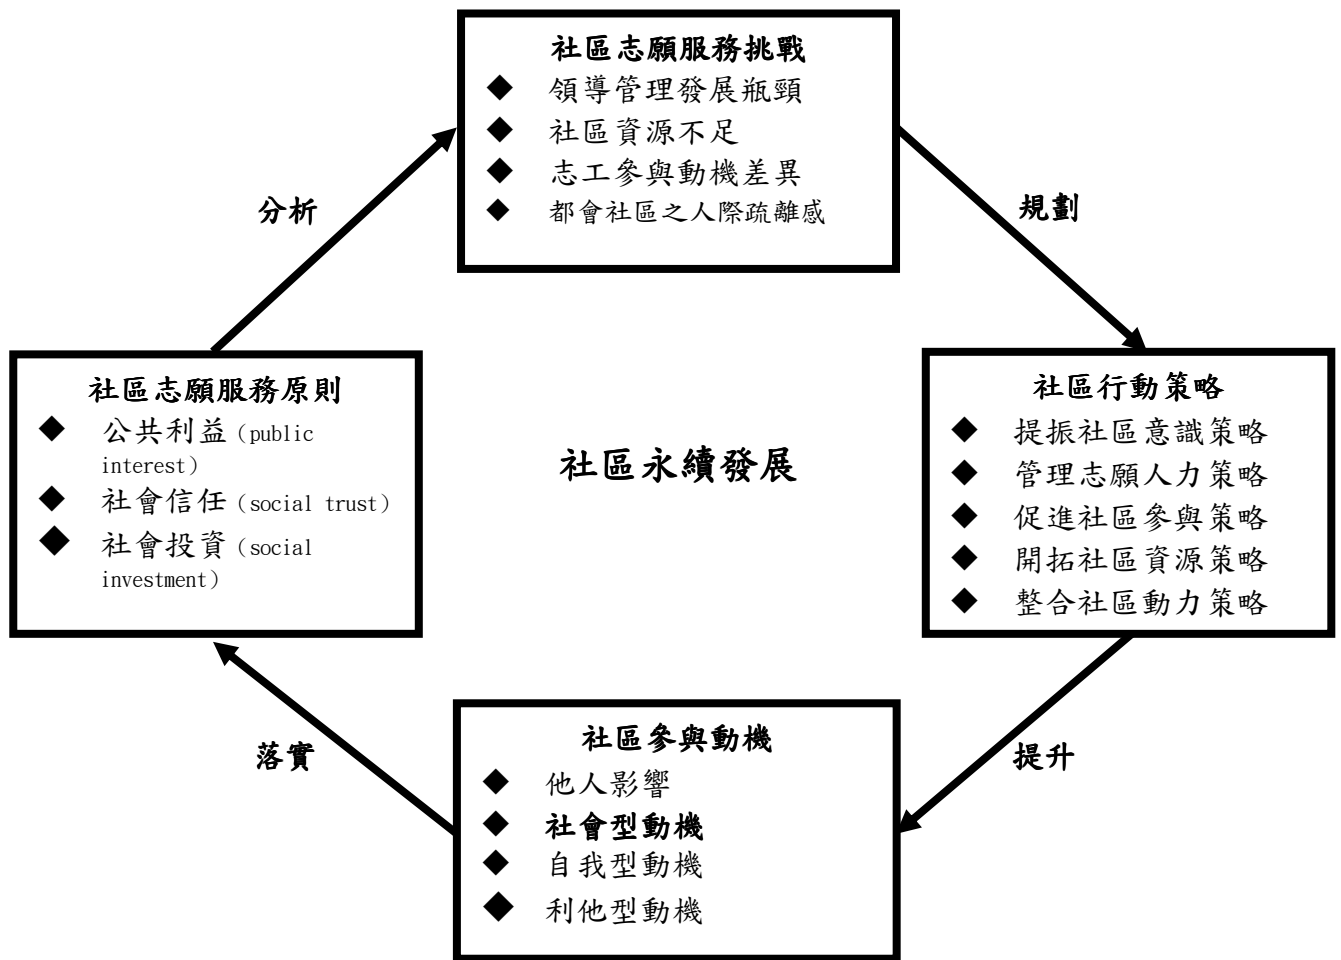 社區志願服務挑戰
◆ 領導管理發展瓶頸
◆ 社區資源不足
◆ 志工參與動機差異
◆ 都會社區之人際疏離感
分析
規劃
社區志願服務原則
◆ 公共利益(public
interest)
◆ 社會信任(social trust)
◆ 社會投資(social
investment)
社區永續發展
社區行動策略
◆ 提振社區意識策略
◆ 管理志願人力策略
◆ 促進社區參與策略
◆ 開拓社區資源策略
◆ 整合社區動力策略
落實
提升
社區參與動機
◆ 他人影響
◆ 社會型動機
◆ 自我型動機
◆ 利他型動機